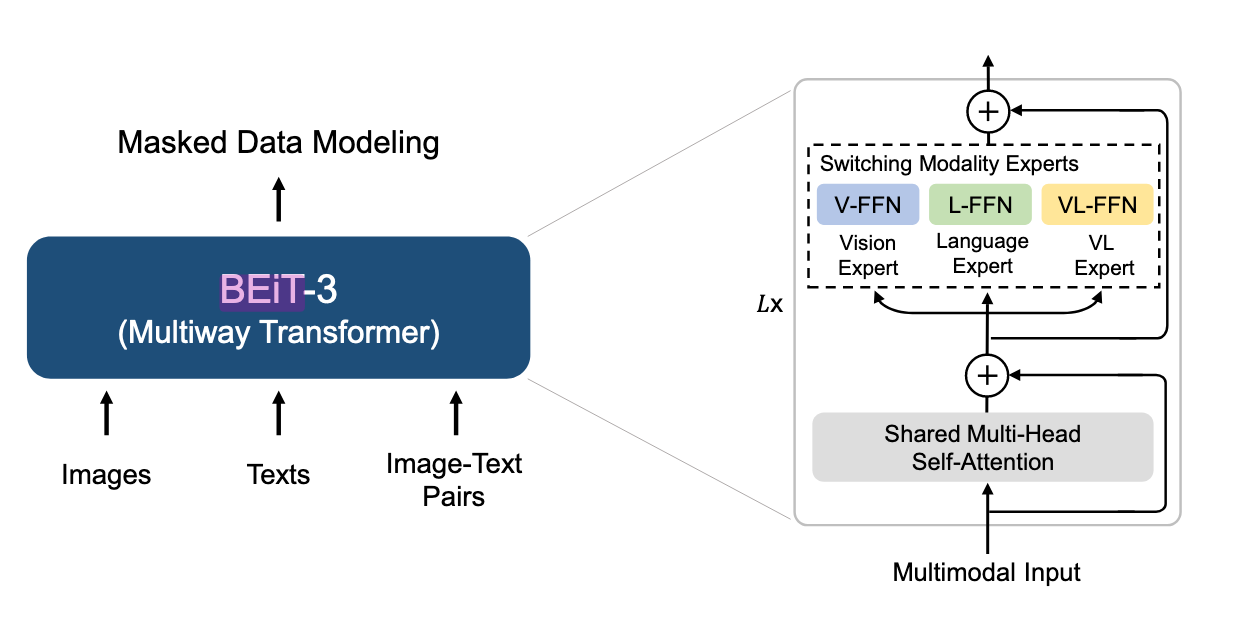 Masked Data Modeling
BEiT-3
(Multiway Transformer)
Images
Texts
Image-Text
Pairs
Lx
Switching Modality Experts
V-FFN
L-FFN
VL-FFN
Vision
Expert
Language
Expert
VL
Expert
Shared Multi-Head
Self-Attention
Multimodal Input